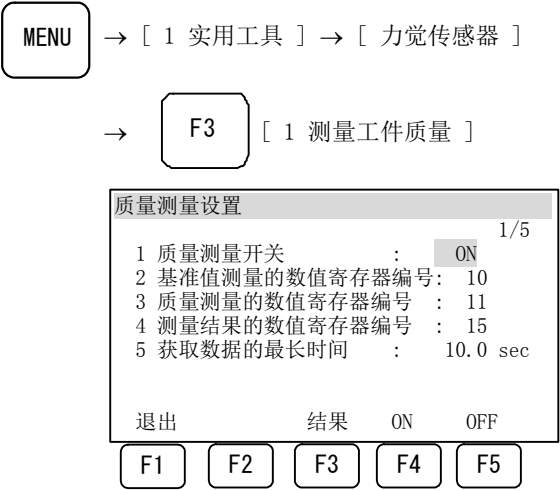 MENU → [ 1 实用工具 ] → [ 力觉传感器 ]
→ F3 [ 1 测量工件质量 ]
质量测量设置
1/5
1 质量测量开关 : ON
2 基准值测量的数值寄存器编号: 10
3 质量测量的数值寄存器编号 : 11
4 测量结果的数值寄存器编号 : 15
5 获取数据的最长时间 : 10.0 sec
退出 结果 ON OFF
F1 F2 F3 F4 F5